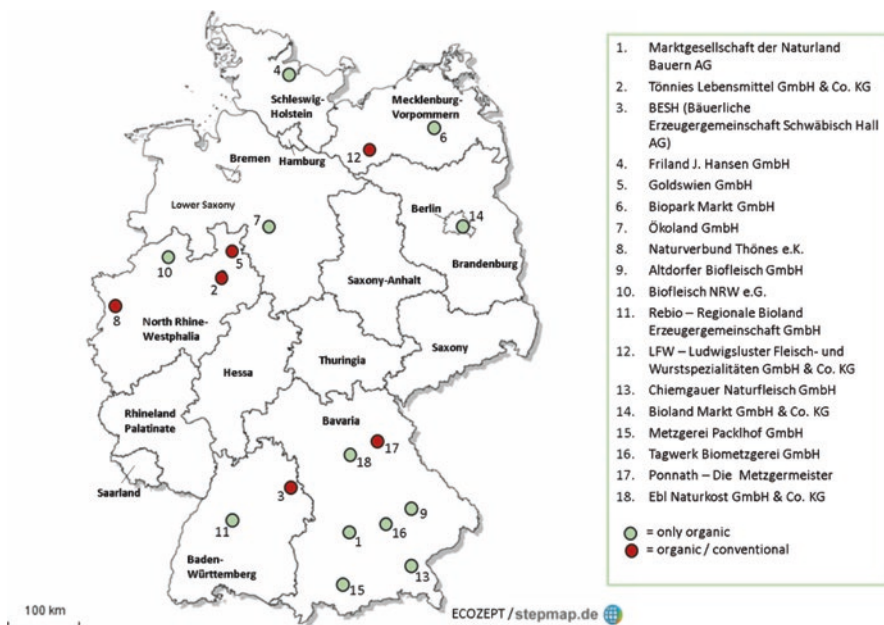 4
Schleswig-
Holstein
Mecklenburg-
Vorpommern
6
12
Hamburg
Bremen
Lower Saxony
7
Berlin
14
Brandenburg
10
5
2
8
North Rhine-
Westphalia
Saxony-Anhalt
Saxony
Thuringia
Hessa
Rhineland
Palatinate
Saarland
Bavaria
17
18
3
11
9
16
1
13
15
Baden-
Württemberg
100 km
ECOZEPT / stepmap.de
1. Marktgesellschaft der Naturland
Bauern AG
2. Tönnies Lebensmittel GmbH & Co. KG
3. BESH (Bäuerliche
Erzeugergemeinschaft Schwäbisch Hall
AG)
4. Friland J. Hansen GmbH
5. Goldswien GmbH
6. Biopark Markt GmbH
7. Ökoland GmbH
8. Naturverbund Thönes e.K.
9. Altdorfer Biofleisch GmbH
10. Biofleisch NRW e.G.
11. Rebio – Regionale Bioland
Erzeugergemeinschaft GmbH
12. LFW – Ludwigsluster Fleisch- und
Wurstspezialitäten GmbH & Co. KG
13. Chiemgauer Naturfleisch GmbH
14. Bioland Markt GmbH & Co. KG
15. Metzgerei Packlhof GmbH
16. Tagwerk Biometzgerei GmbH
17. Ponnath – Die Metzgermeister
18. Ebl Naturkost GmbH & Co. KG
= only organic
= organic / conventional